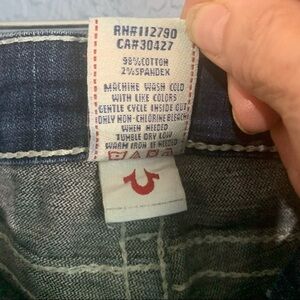 RN#112790
CA#30427
98%COTTON
2%SPANDEX
MACHINE WASH COLD
WITH LIKE COLORS
GENTLE CYCLE INSIDE OUT
ONLY NON-CHLORINE BLEACH
WHEN NEEDED
TUMBLE DRY LOW
WARM IRON IF NEEDED